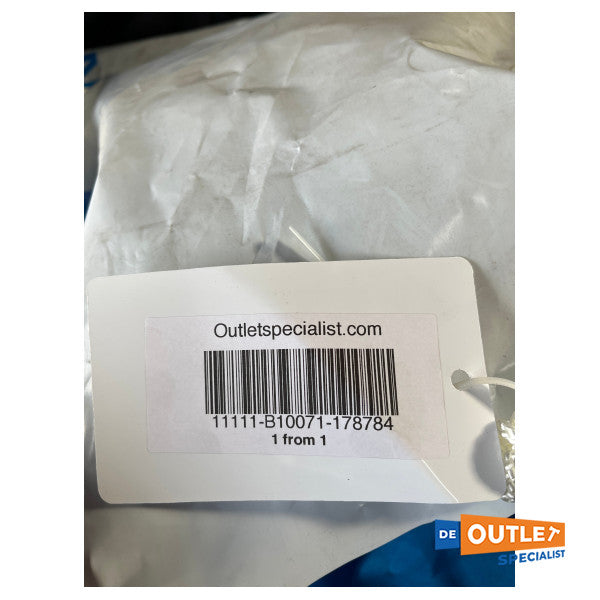 Outletspecialist.com
11111-B10071-178784
1 from 1
DE OUTLET
SPECIALIST